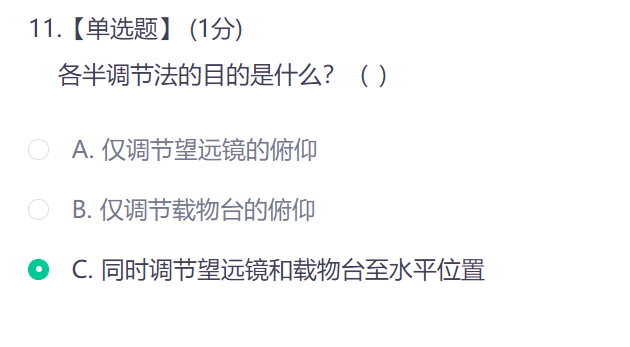 11.【单选题】 (1分)
各半调节法的目的是什么？ （ ）
A. 仅调节望远镜的俯仰
B. 仅调节载物台的俯仰
C. 同时调节望远镜和载物台至水平位置